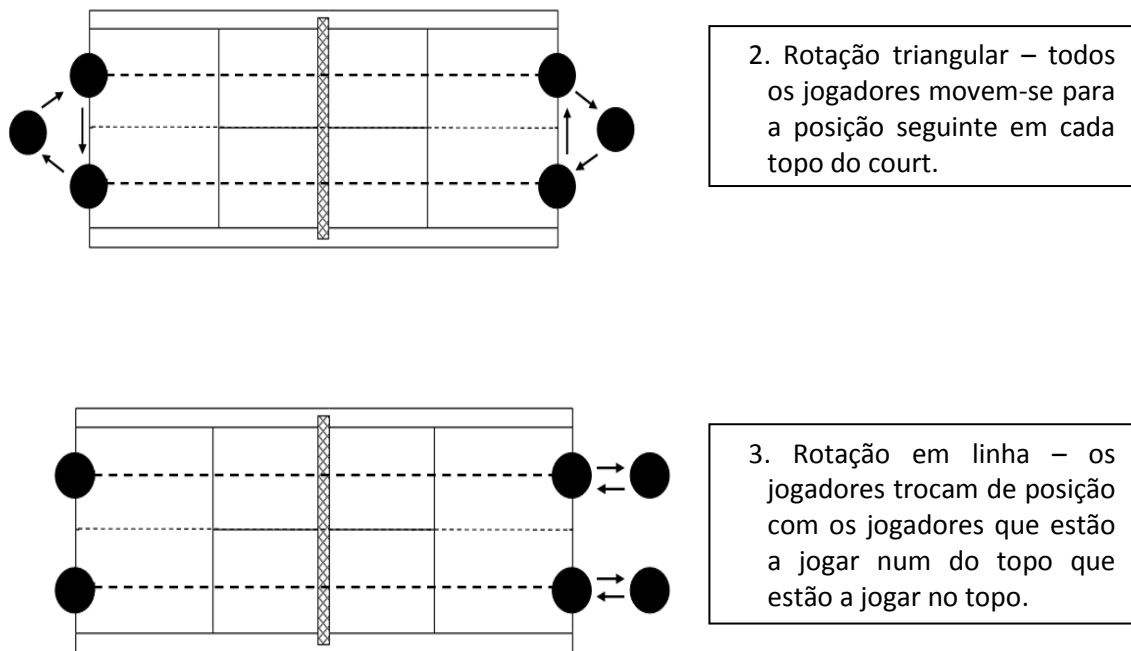 2. Rotação triangular – todos
os jogadores movem-se para
a posição seguinte em cada
topo do court.
3. Rotação em linha – os
jogadores trocam de posição
com os jogadores que estão
a jogar num do topo que
estão a jogar no topo.